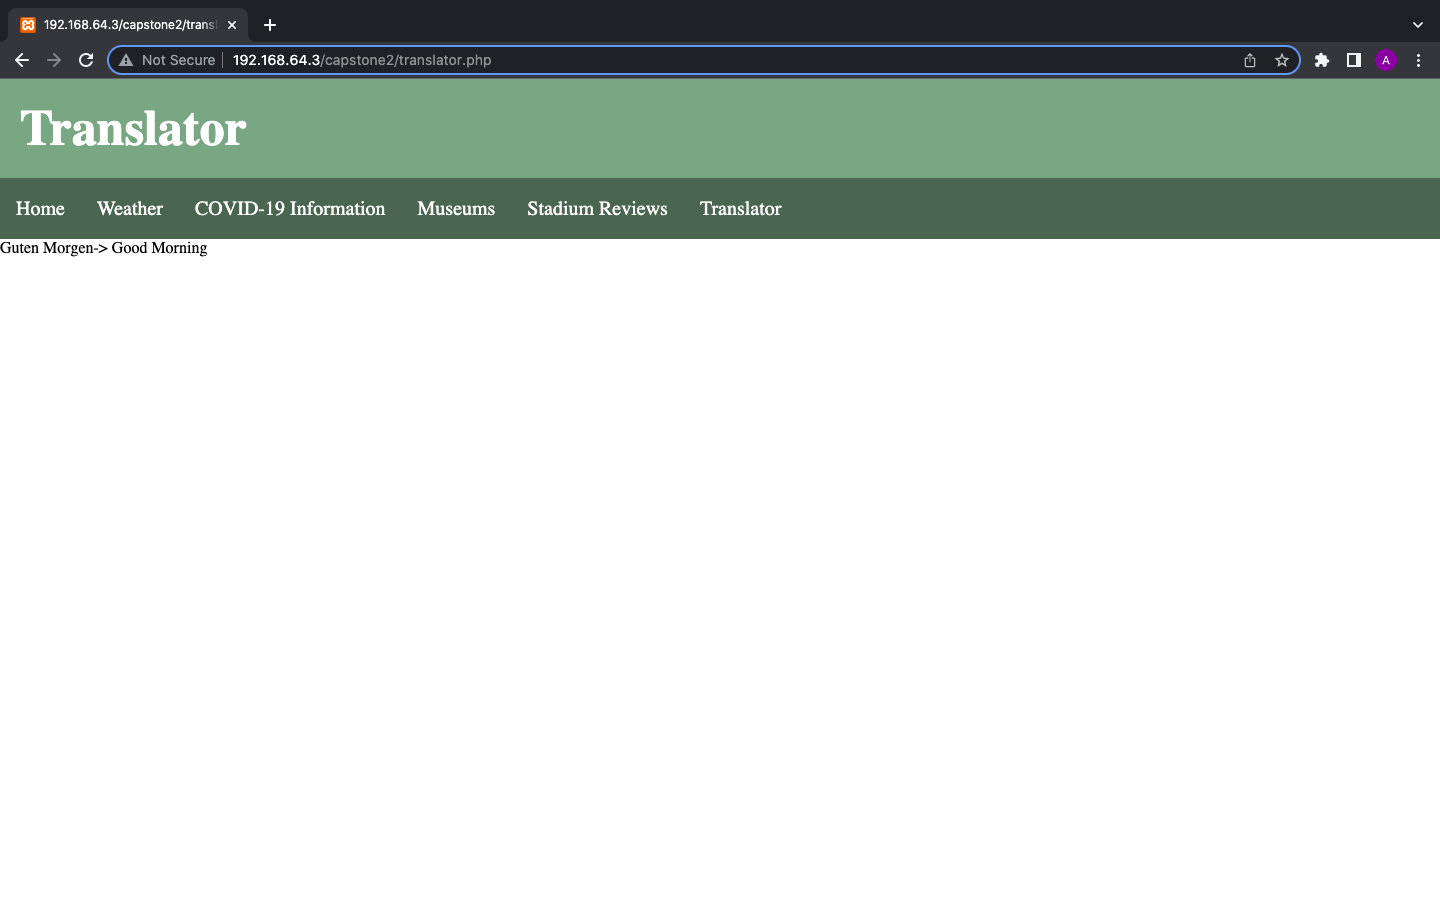 192.168.64.3/capstone2/transl
Not Secure 192.168.64.3/capstone2/translator.php
A
Translator
Home Weather COVID-19 Information Museums Stadium Reviews Translator
Guten Morgen-> Good Morning